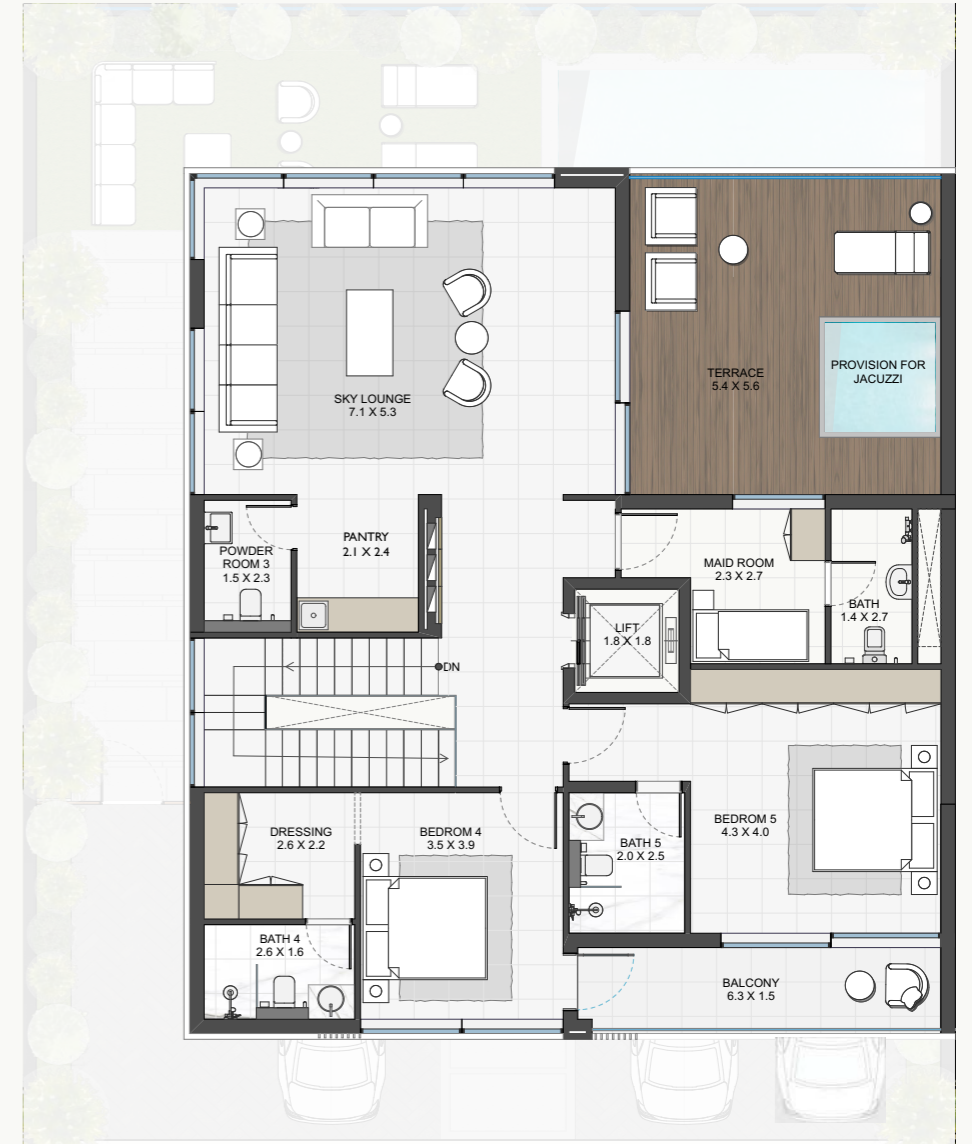 SKY LOUNGE
7.1 X 5.3
TERRACE
5.4 X 5.6
PROVISION FOR
JACUZZI
POWDER
ROOM 3
1.5 X 2.3
PANTRY
2.1 X 2.4
MAID ROOM
2.3 X 2.7
BATH
1.4 X 2.7
LIFT
1.8 X 1.8
DN
DRESSING
2.6 X 2.2
BEDROM 4
3.5 X 3.9
BATH 5
2.0 X 2.5
BEDROM 5
4.3 X 4.0
BATH 4
2.6 X 1.6
BALCONY
6.3 X 1.5